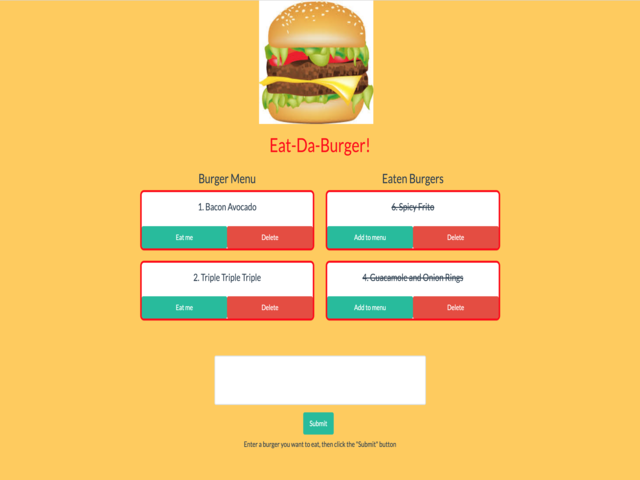 Eat-Da-Burger!
Burger Menu
1. Bacon Avocado
Eat me
Delete
2. Triple Triple Triple
Eat me
Delete
Eaten Burgers
6. Spicy Frito
Add to menu
Delete
4. Guacamole and Onion Rings
Add to menu
Delete
Submit
Enter a burger you want to eat, then click the "Submit" button